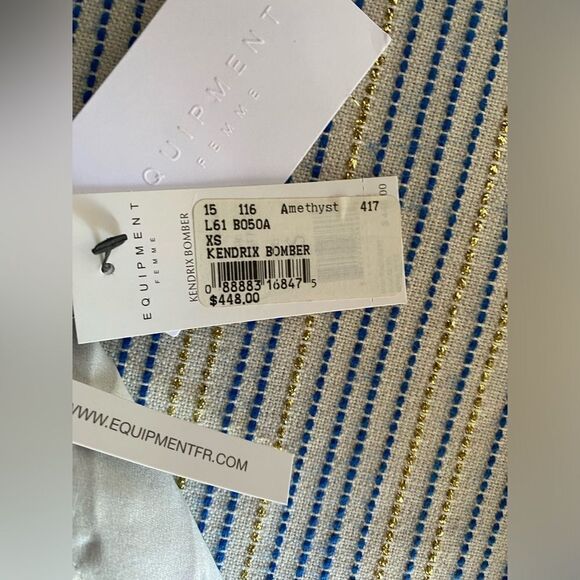 EQUIPMENT
FEMME
EQUIPMENT
FEMME
KENDRIX BOMBER
15 116 Amethyst 417
L61 B050A
XS
KENDRIX BOMBER
0 88883 16847 5
$448.00
WWW.EQUIPMENTFR.COM